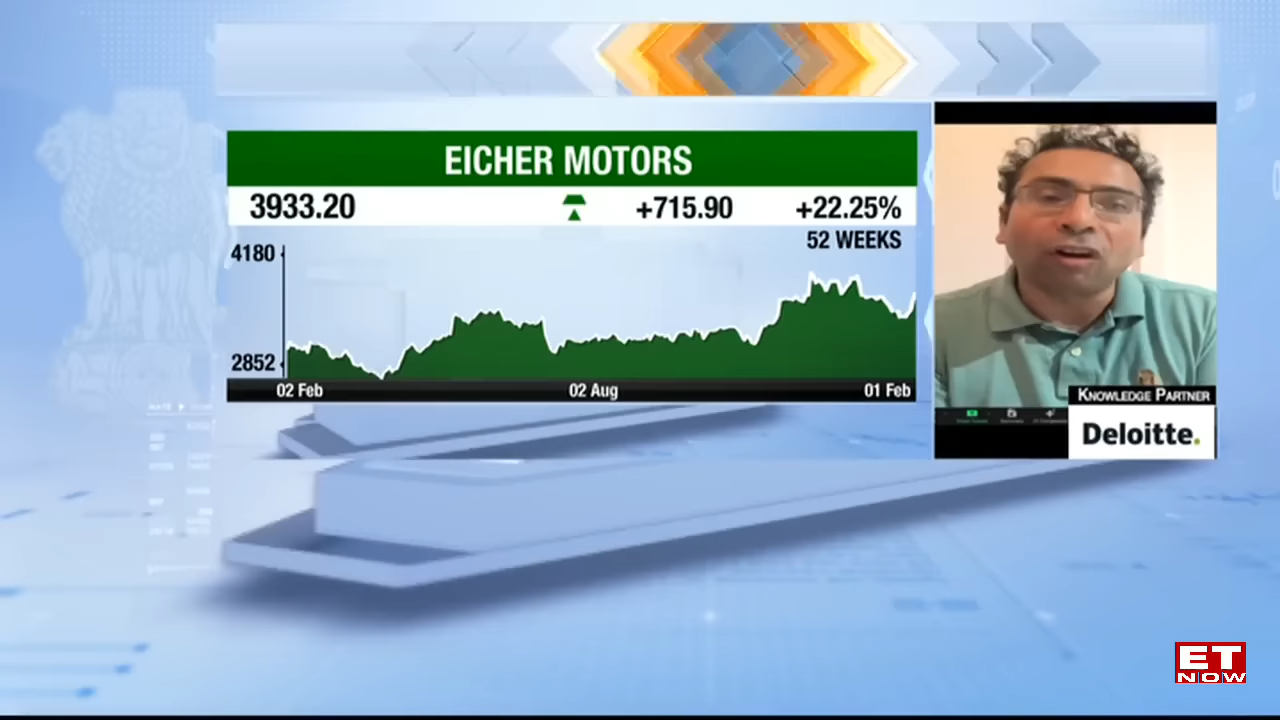 EICHER MOTORS
3933.20 +715.90 +22.25%
52 WEEKS
4180
2852
02 Feb 02 Aug 01 Feb
KNOWLEDGE PARTNER
Deloitte.
ET
NOW